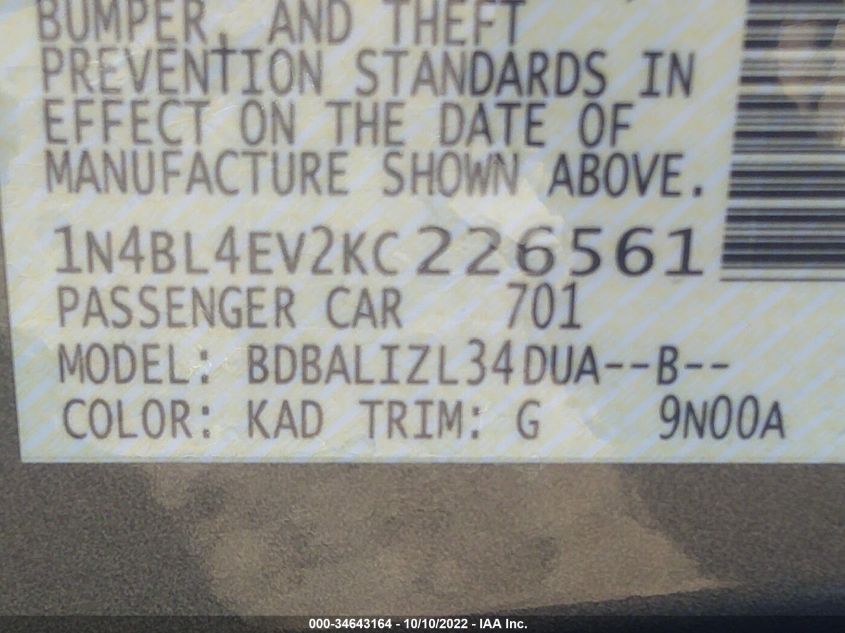 BUMPER, AND THEFT
PREVENTION STANDARDS IN
EFFECT ON THE DATE OF
MANUFACTURE SHOWN ABOVE.
1N4BL4EV2KC226561
PASSENGER CAR 701
MODEL: BDBALIZL34DUA--B--
COLOR: KAD TRIM: G 9N00A
000-34643164 - 10/10/2022 - IAA Inc.